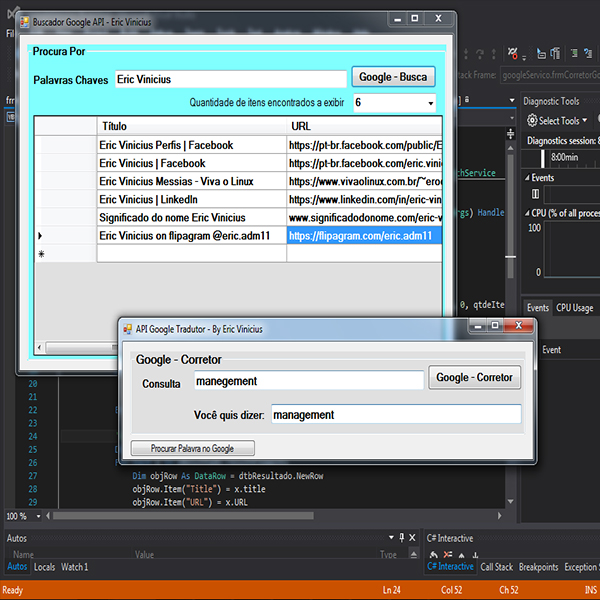 Buscador Google API - Eric Vinicius
Procura Por
Palavras Chaves Eric Vinicius Google - Busca
Quantidade de itens encontrados a exibir 6
Título URL
Eric Vinicius Perfis | Facebook https://pt-br.facebook.com/public/E
Eric Vinicius | Facebook https://pt-br.facebook.com/eric.vini
Eric Vinicius Messias - Viva o Linux https://www.vivaolinux.com.br/~eroc
Eric Vinicius | LinkedIn https://www.linkedin.com/in/eric-vin
Significado do nome Eric Vinicius www.significadodonome.com/eric-v
Eric Vinicius on flipagram @eric.adm11 https://flipagram.com/eric.adm11
tack Frame: googleServico.frmCorretorGo
Diagnostic Tools
Select Tools
Diagnostics session: 8
8:00min
Events
CPU (% of all proces
100
0
Events CPU Usage
Event
chService
rgs) Handle
0, qtdeIte
API Google Tradutor - By Eric Vinicius
Google - Corretor
Consulta manegement Google - Corretor
Você quis dizer: management
Procurar Palavra no Google
20
21
22
23
24
25
26
27 Dim objRow As DataRow = dtbResultado.NewRow
28 objRow.Item("Title") = x.title
29 objRow.Item("URL") = x.URL
100 %
Autos
Name Value Type
Autos Locals Watch 1
C# Interactive
C# Interactive Call Stack Breakpoints Exception S
Ready Ln 24 Col 52 Ch 52 INS